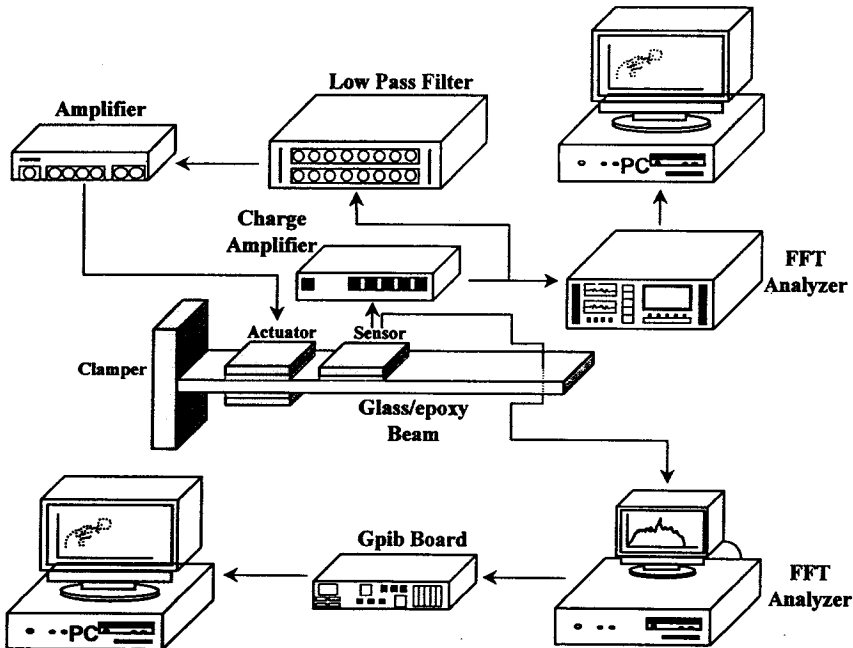 Low Pass Filter
Amplifier
PC
Charge
Amplifier
FFT
Analyzer
Actuator
Sensor
Clamper
Glass/epoxy
Beam
Gpib Board
FFT
Analyzer
PC